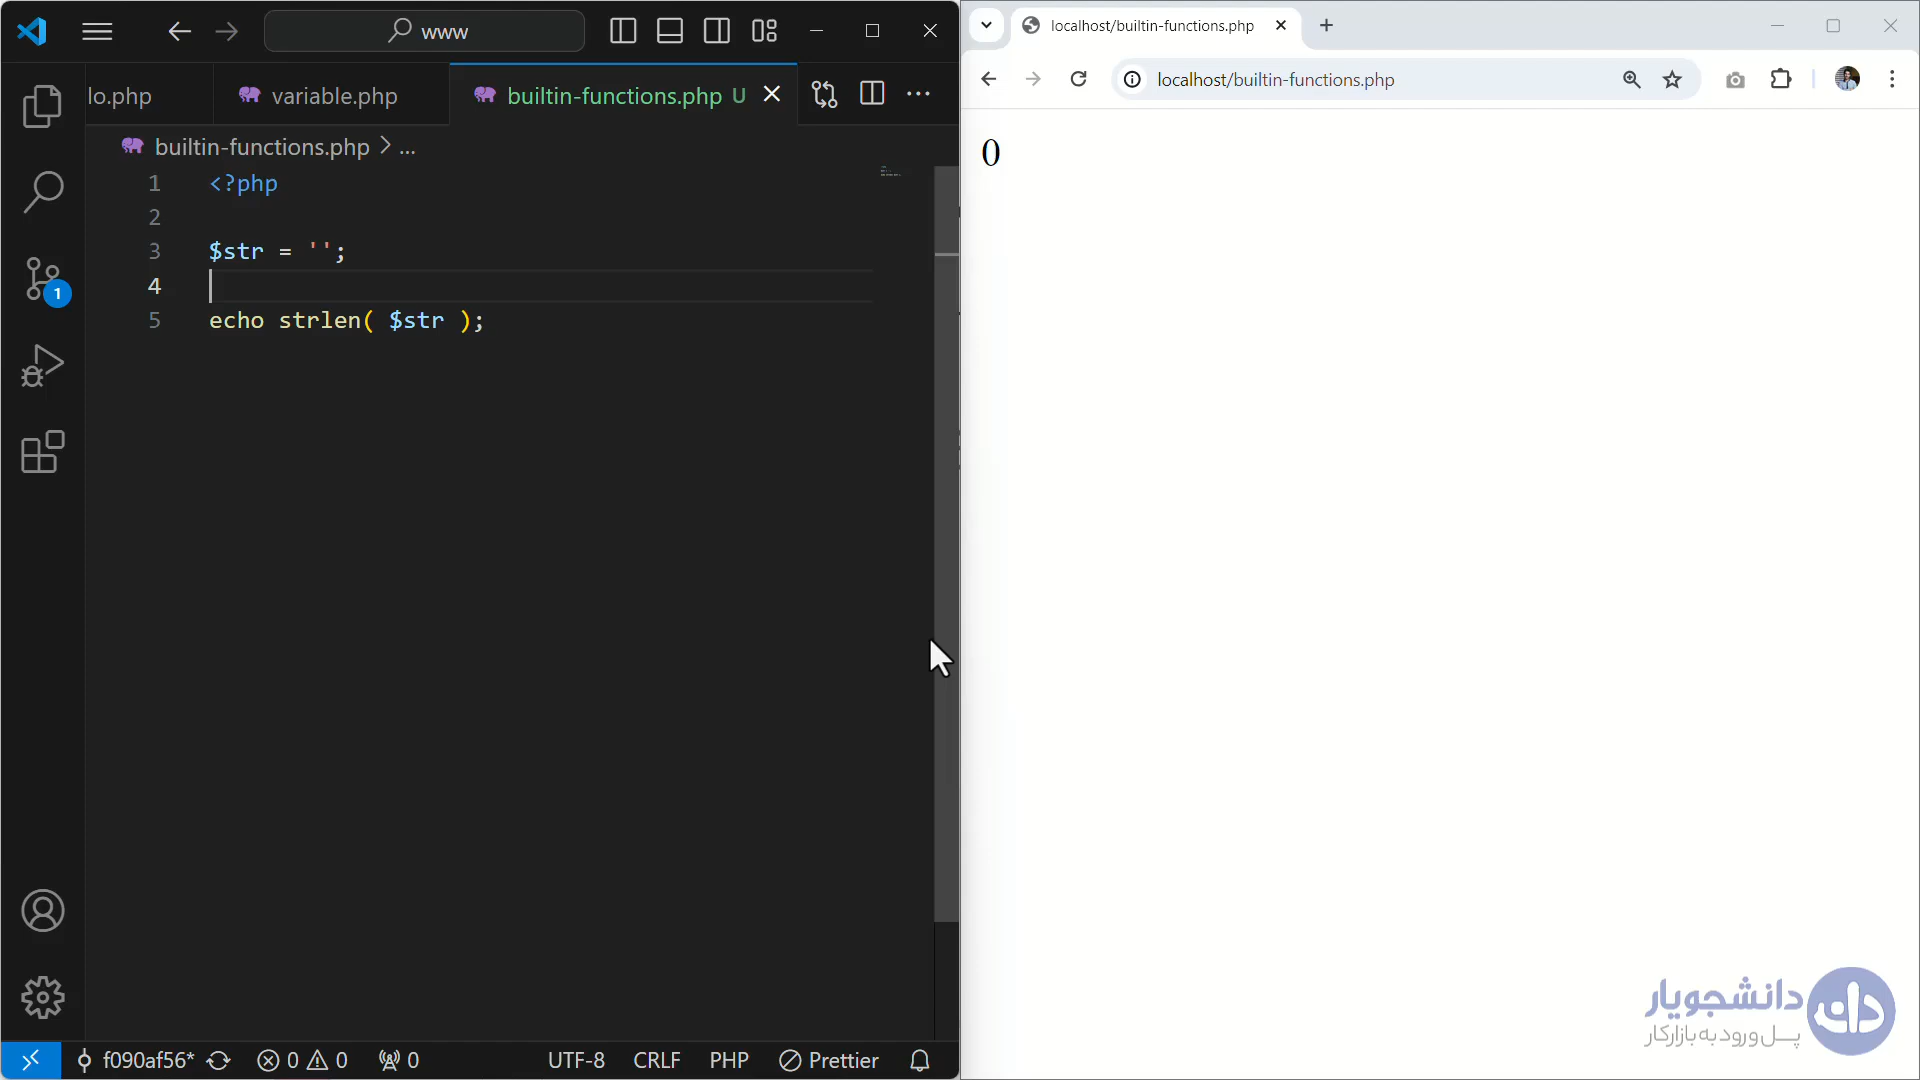 www
lo.php
variable.php
builtin-functions.php U
builtin-functions.php > ...
1 <?php
2
3 $str = '';
4
5 echo strlen( $str );
1
f090af56* 0 0 0 UTF-8 CRLF PHP Prettier
localhost/builtin-functions.php
localhost/builtin-functions.php
0
دانشجویار
پل ورود به بازار کار